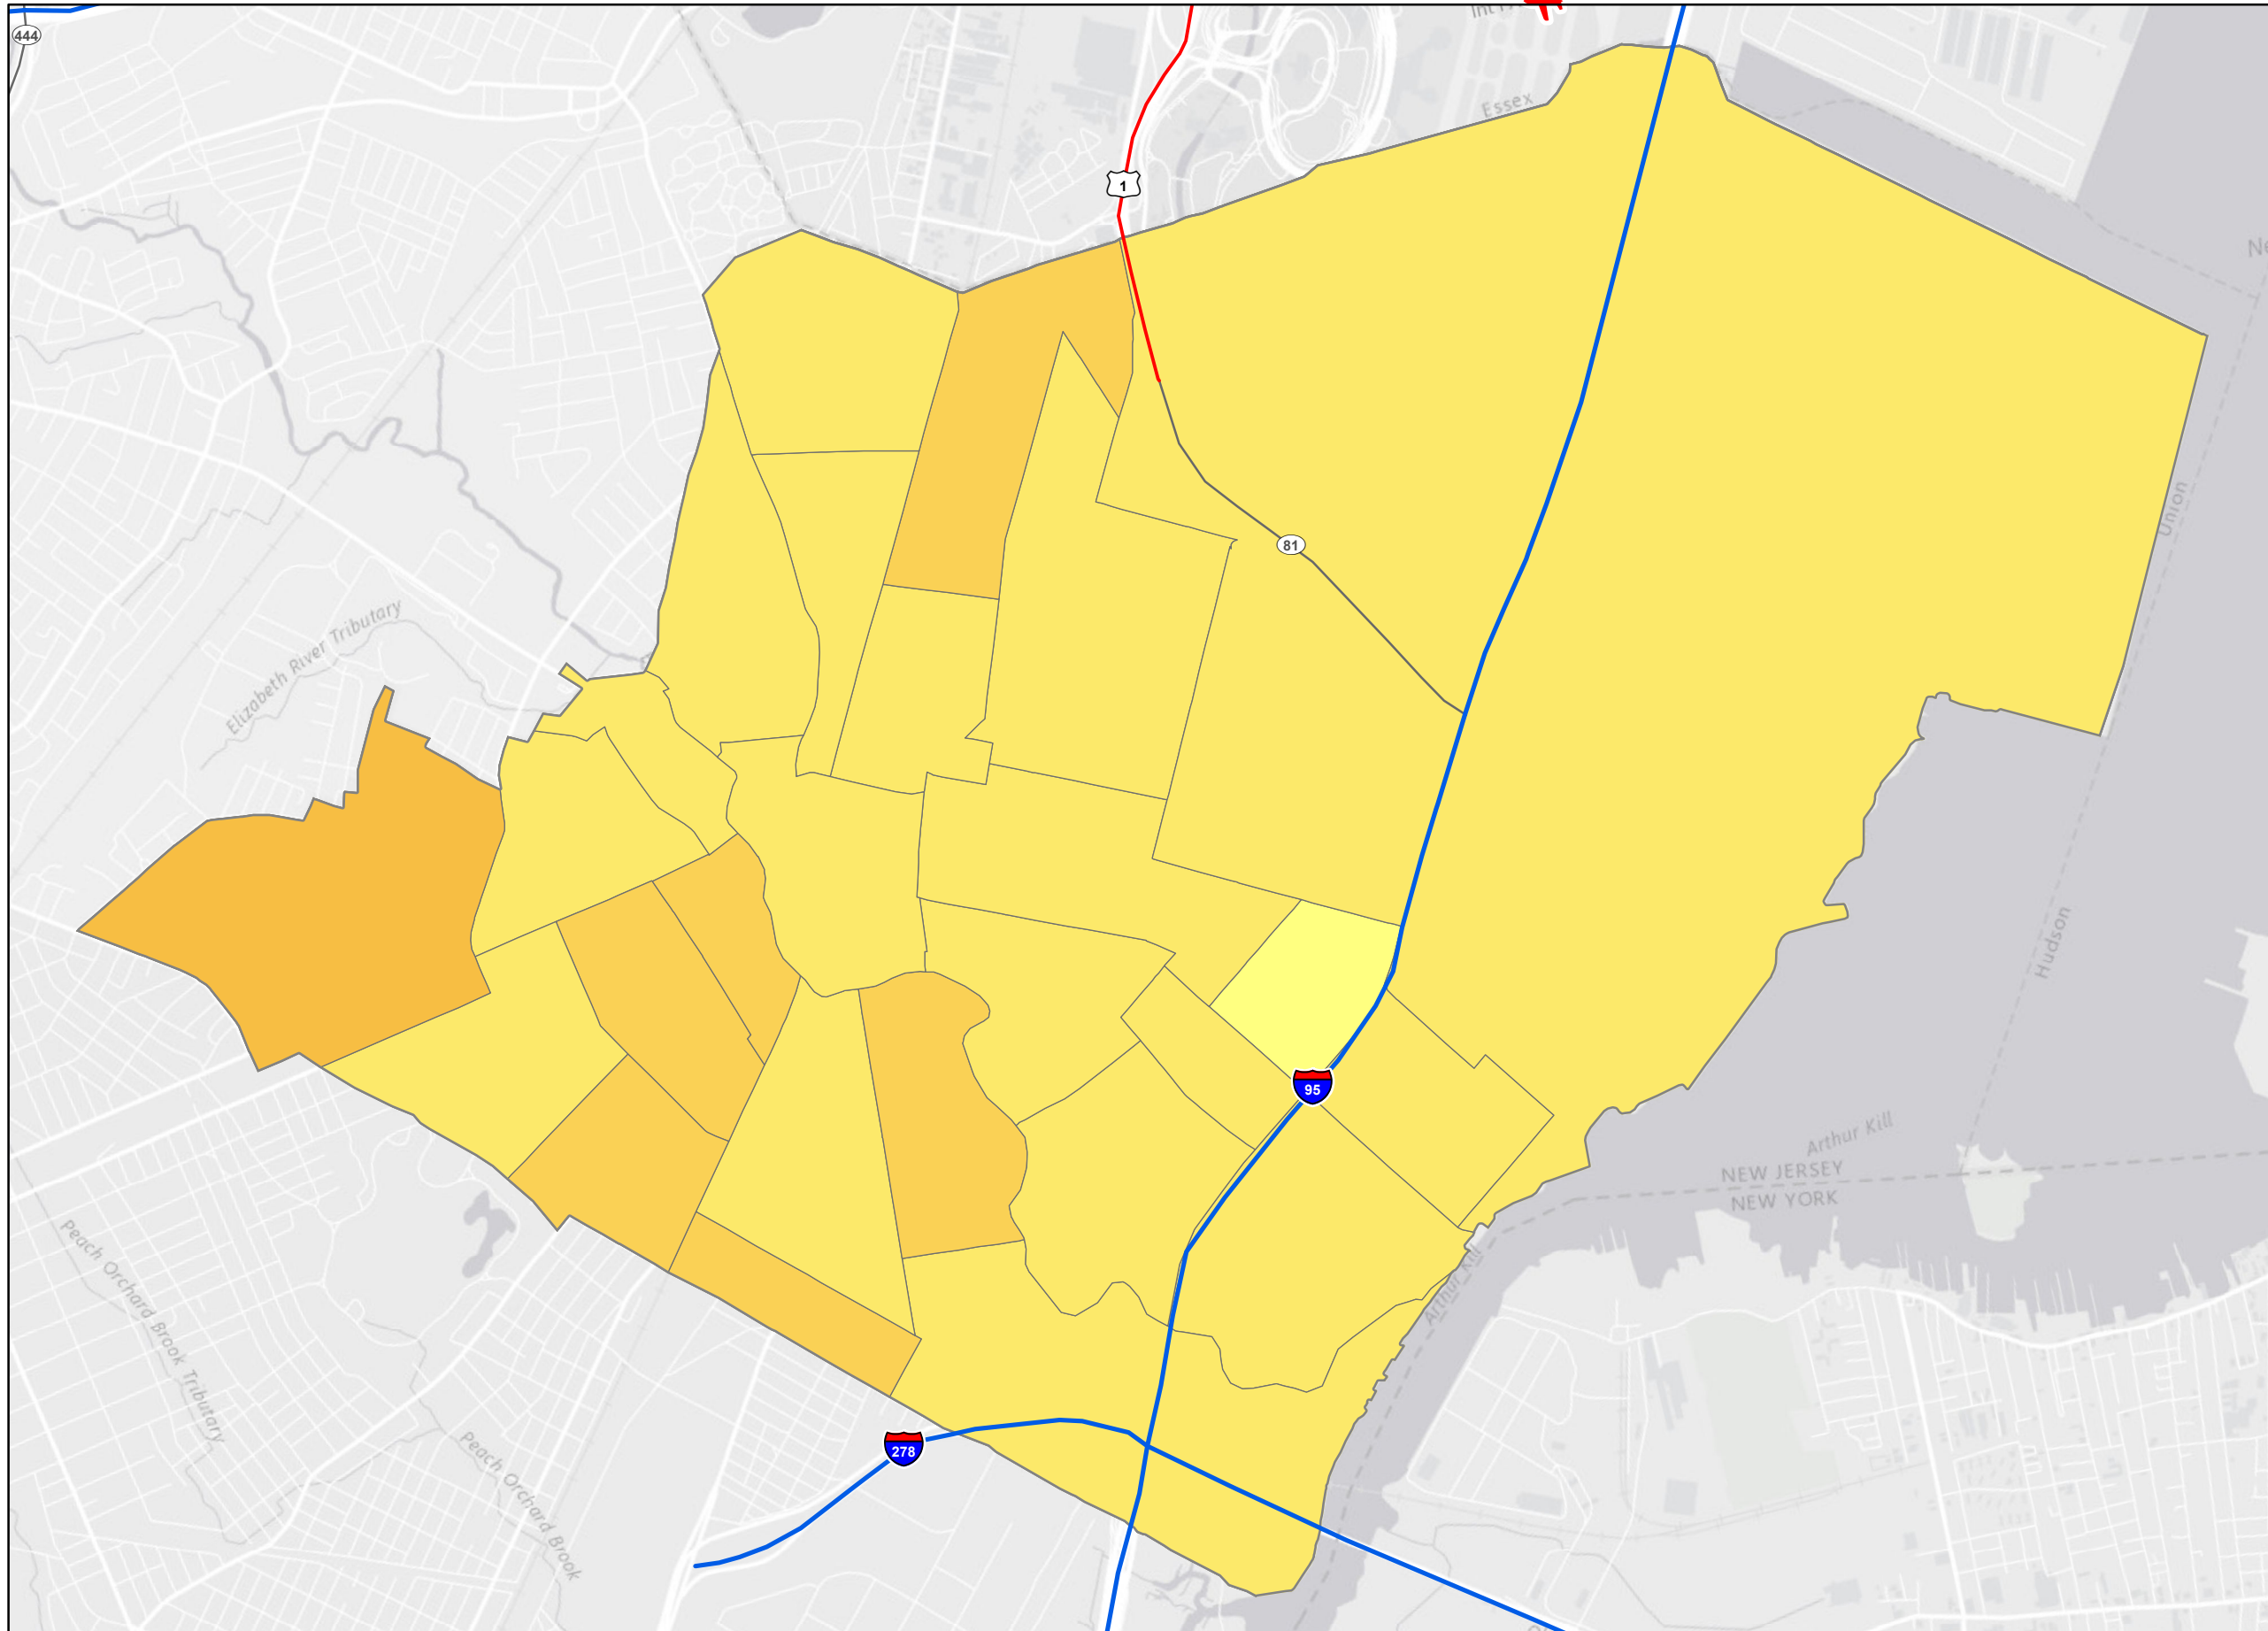 444
1
Essex
Union
81
Elizabeth River Tributary
Hudson
95
Arthur Kill
NEW JERSEY
NEW YORK
Arthur Kill
Peach Orchard Brook Tributary
Peach Orchard Brook
278